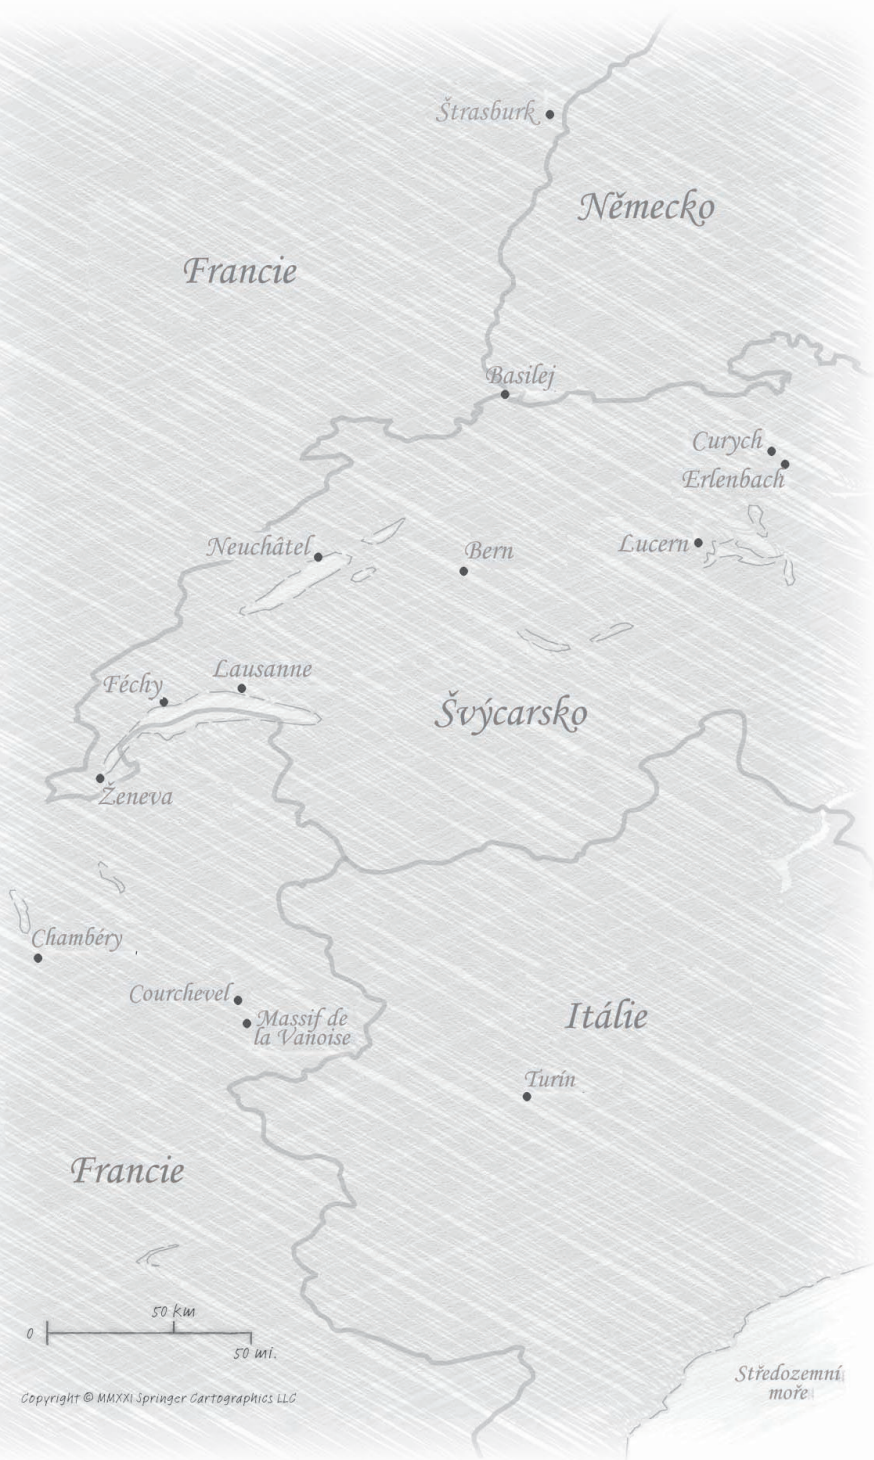 Štrasburk
Německo
Francie
Basilej
Curych
Erlenbach
Neuchâtel
Bern
Lucern
Lausanne
Féchy
Švýcarsko
Ženeva
Chambéry
Courchevel
Massif de
la Vanoise
Itálie
Turín
Francie
50 km
0
50 mi.
Středozemní
moře
Copyright © MMXXI Springer Cartographics LLC